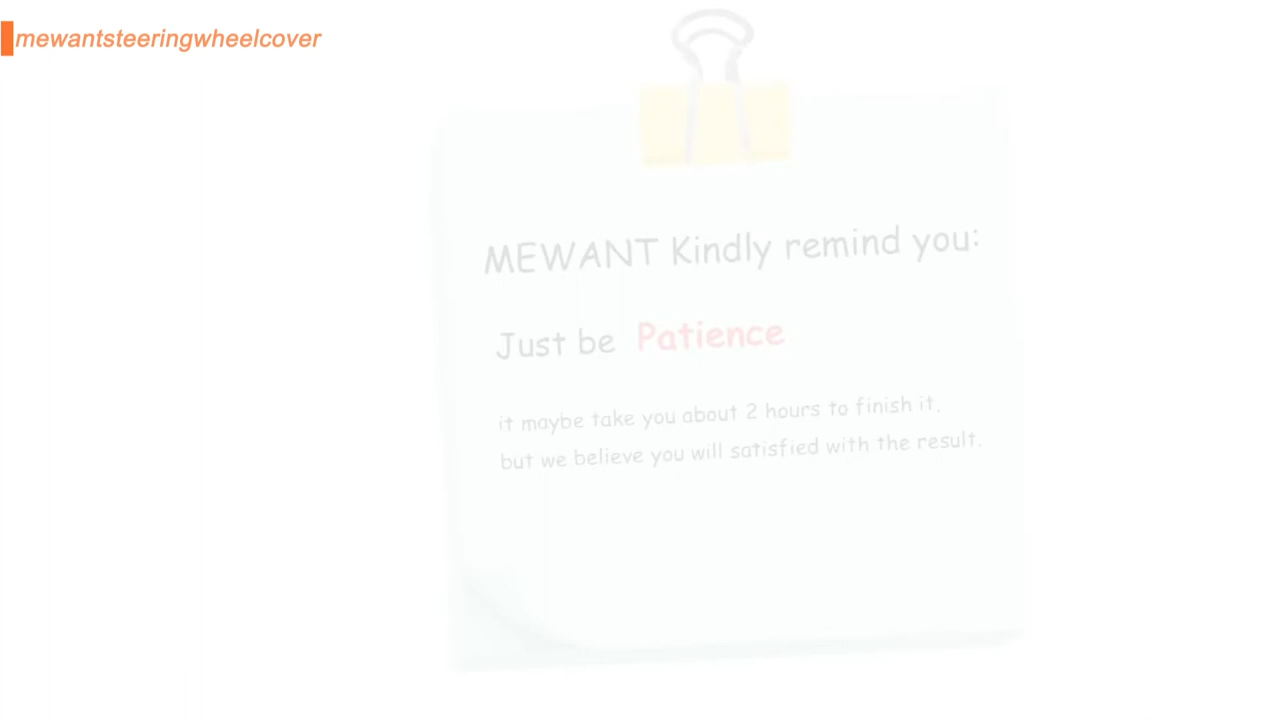 mewantsteeringwheelcover
MEWANT Kindly remind you:
Just be Patience
it maybe take you about 2 hours to finish it,
but we believe you will satisfied with the result.